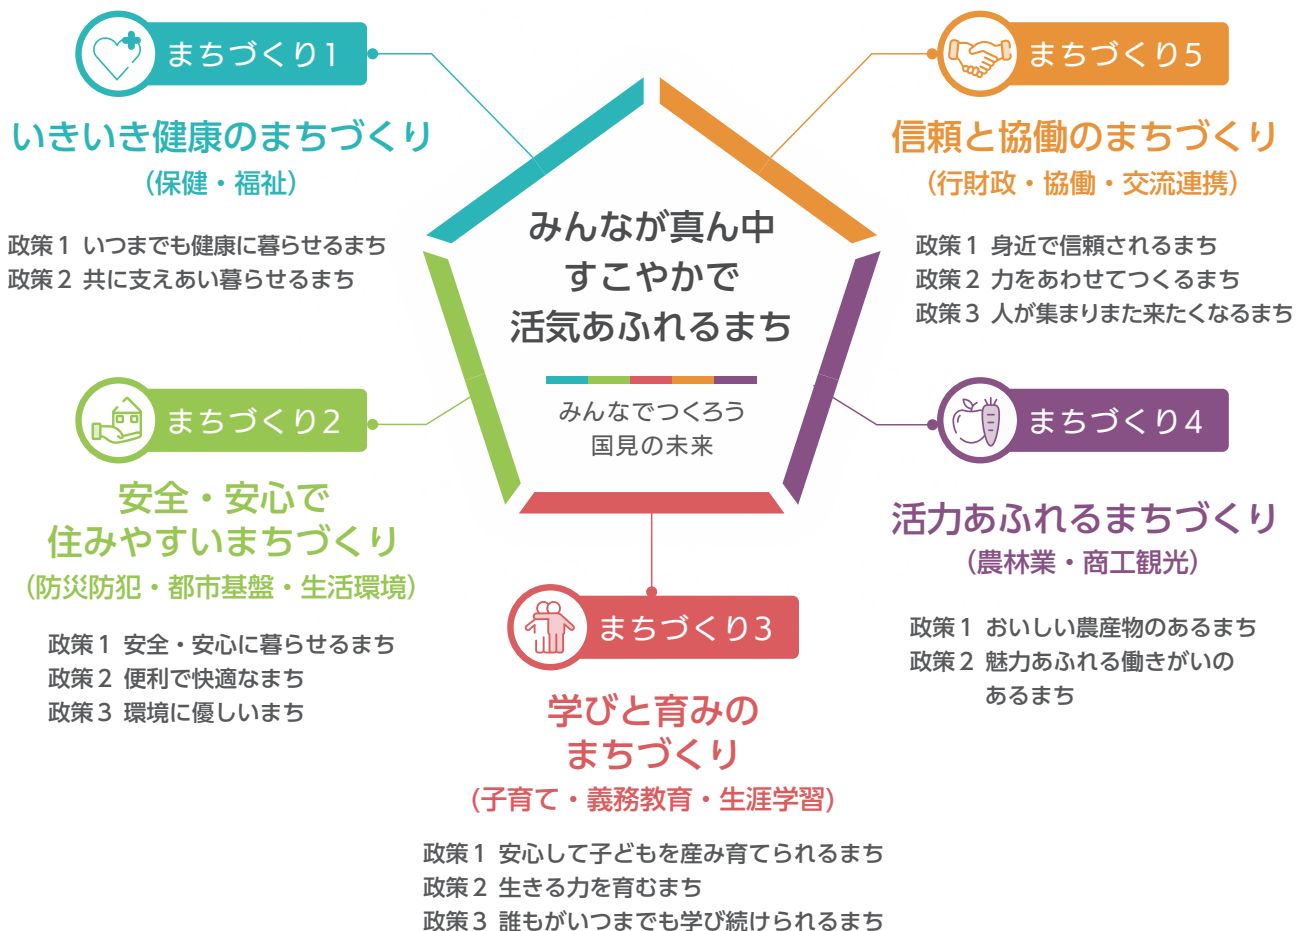 まちづくり1
いきいき健康のまちづくり
（保健・福祉）
政策1 いつまでも健康に暮らせるまち
政策2 共に支えあい暮らせるまち
まちづくり2
安全・安心で
住みやすいまちづくり
（防災防犯・都市基盤・生活環境）
政策1 安全・安心に暮らせるまち
政策2 便利で快適なまち
政策3 環境に優しいまち
みんなが真ん中
すこやかで
活気あふれるまち
みんなでつくろう
国見の未来
まちづくり3
学びと育みの
まちづくり
（子育て・義務教育・生涯学習）
政策1 安心して子どもを産み育てられるまち
政策2 生きる力を育むまち
政策3 誰もがいつまでも学び続けられるまち
まちづくり5
信頼と協働のまちづくり
（行財政・協働・交流連携）
政策1 身近で信頼されるまち
政策2 力をあわせてつくるまち
政策3 人が集まりまた来たくなるまち
まちづくり4
活力あふれるまちづくり
（農林業・商工観光）
政策1 おいしい農産物のあるまち
政策2 魅力あふれる働きがいの
あるまち